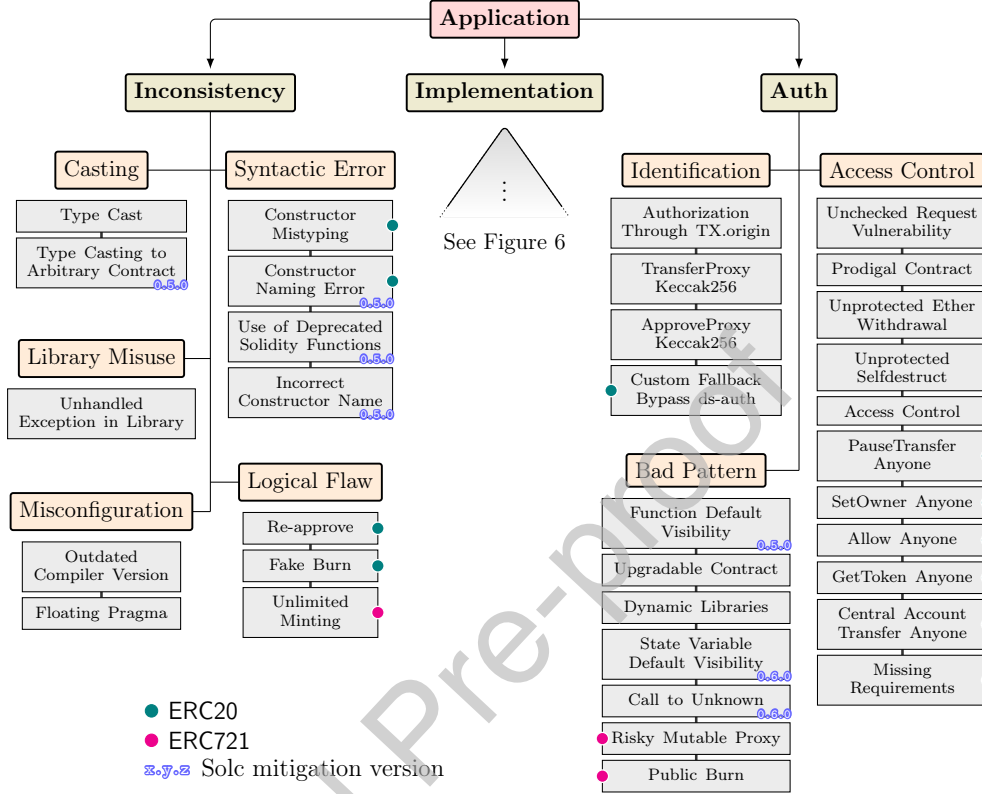 Application
Inconsistency
Implementation
Auth
Casting
Type Cast
Type Casting to
Arbitrary Contract
0.5.0
Syntactic Error
Constructor
Mistyping
Constructor
Naming Error
0.5.0
Use of Deprecated
Solidity Functions
0.5.0
Incorrect
Constructor Name
0.5.0
Library Misuse
Unhandled
Exception in Library
Misconfiguration
Outdated
Compiler Version
Floating Pragma
Logical Flaw
Re-approve
Fake Burn
Unlimited
Minting
⋮
See Figure 6
Identification
Authorization
Through TX.origin
TransferProxy
Keccak256
ApproveProxy
Keccak256
Custom Fallback
Bypass ds-auth
Access Control
Unchecked Request
Vulnerability
Prodigal Contract
Unprotected Ether
Withdrawal
Unprotected
Selfdestruct
Access Control
PauseTransfer
Anyone
SetOwner Anyone
Allow Anyone
GetToken Anyone
Central Account
Transfer Anyone
Missing
Requirements
Bad Pattern
Function Default
Visibility
0.5.0
Upgradable Contract
Dynamic Libraries
State Variable
Default Visibility
0.6.0
Call to Unknown
0.6.0
Risky Mutable Proxy
Public Burn
ERC20
ERC721
x.y.z Solc mitigation version
Pre-proof